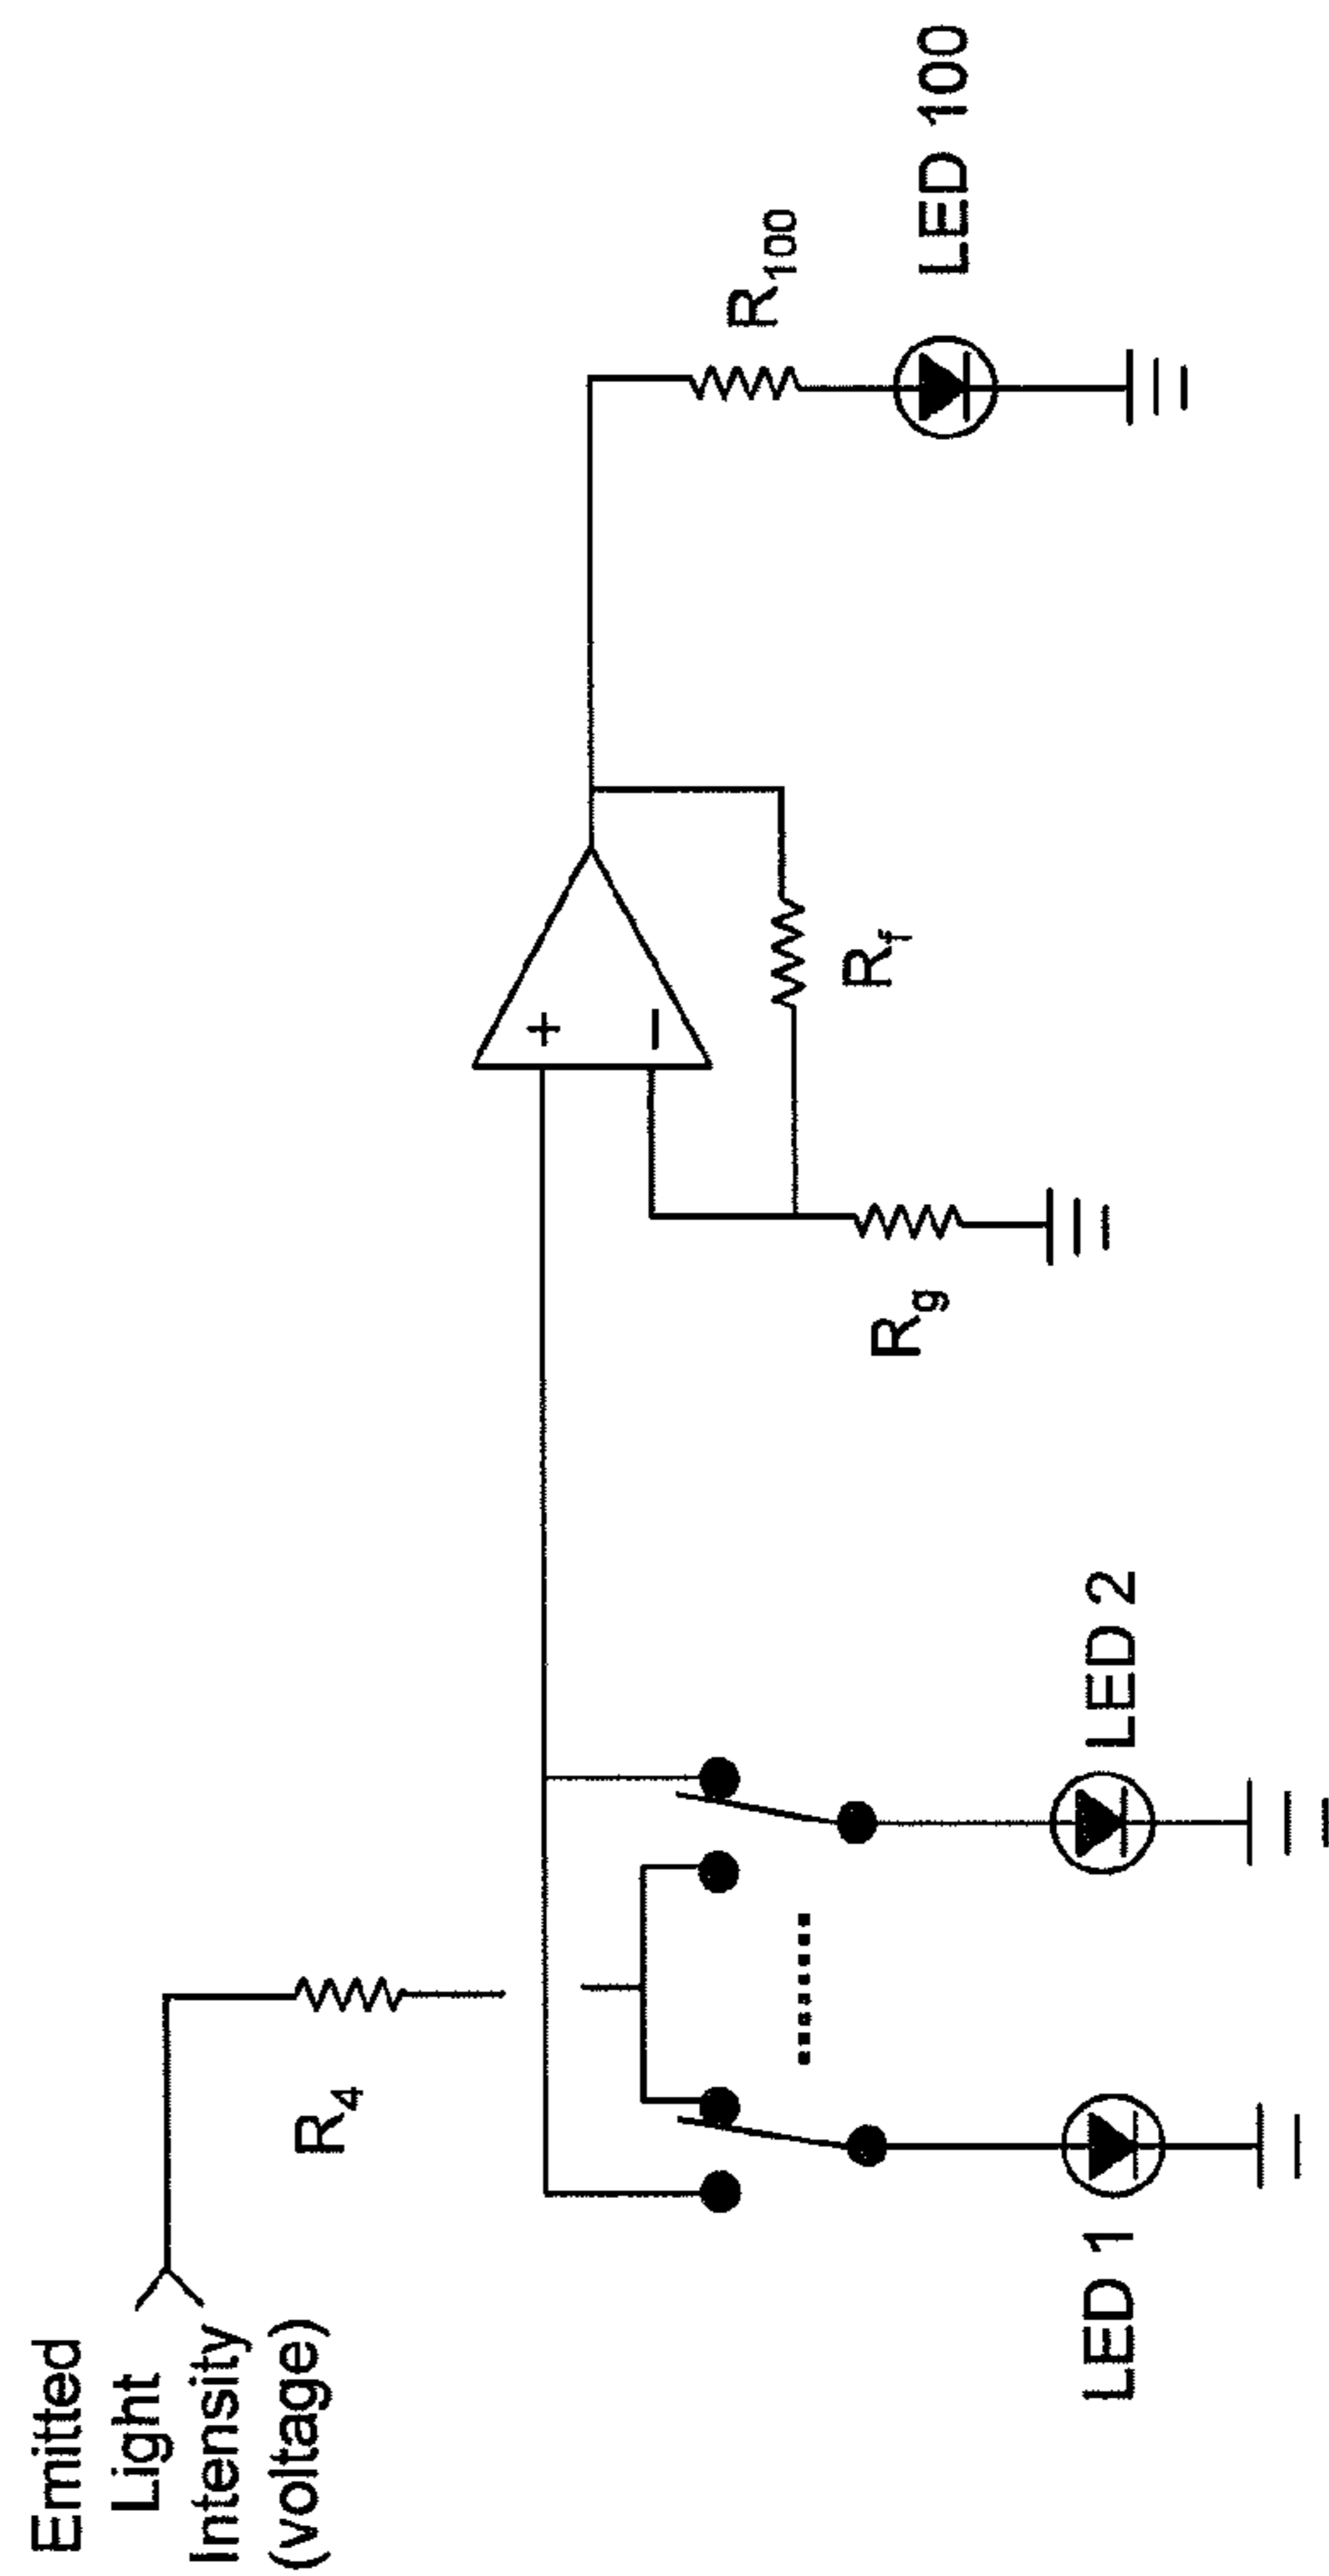 Emitted
Light
Intensity
(voltage)
R4
LED 1
LED 2
Rg
Rf
+
−
R100
LED 100